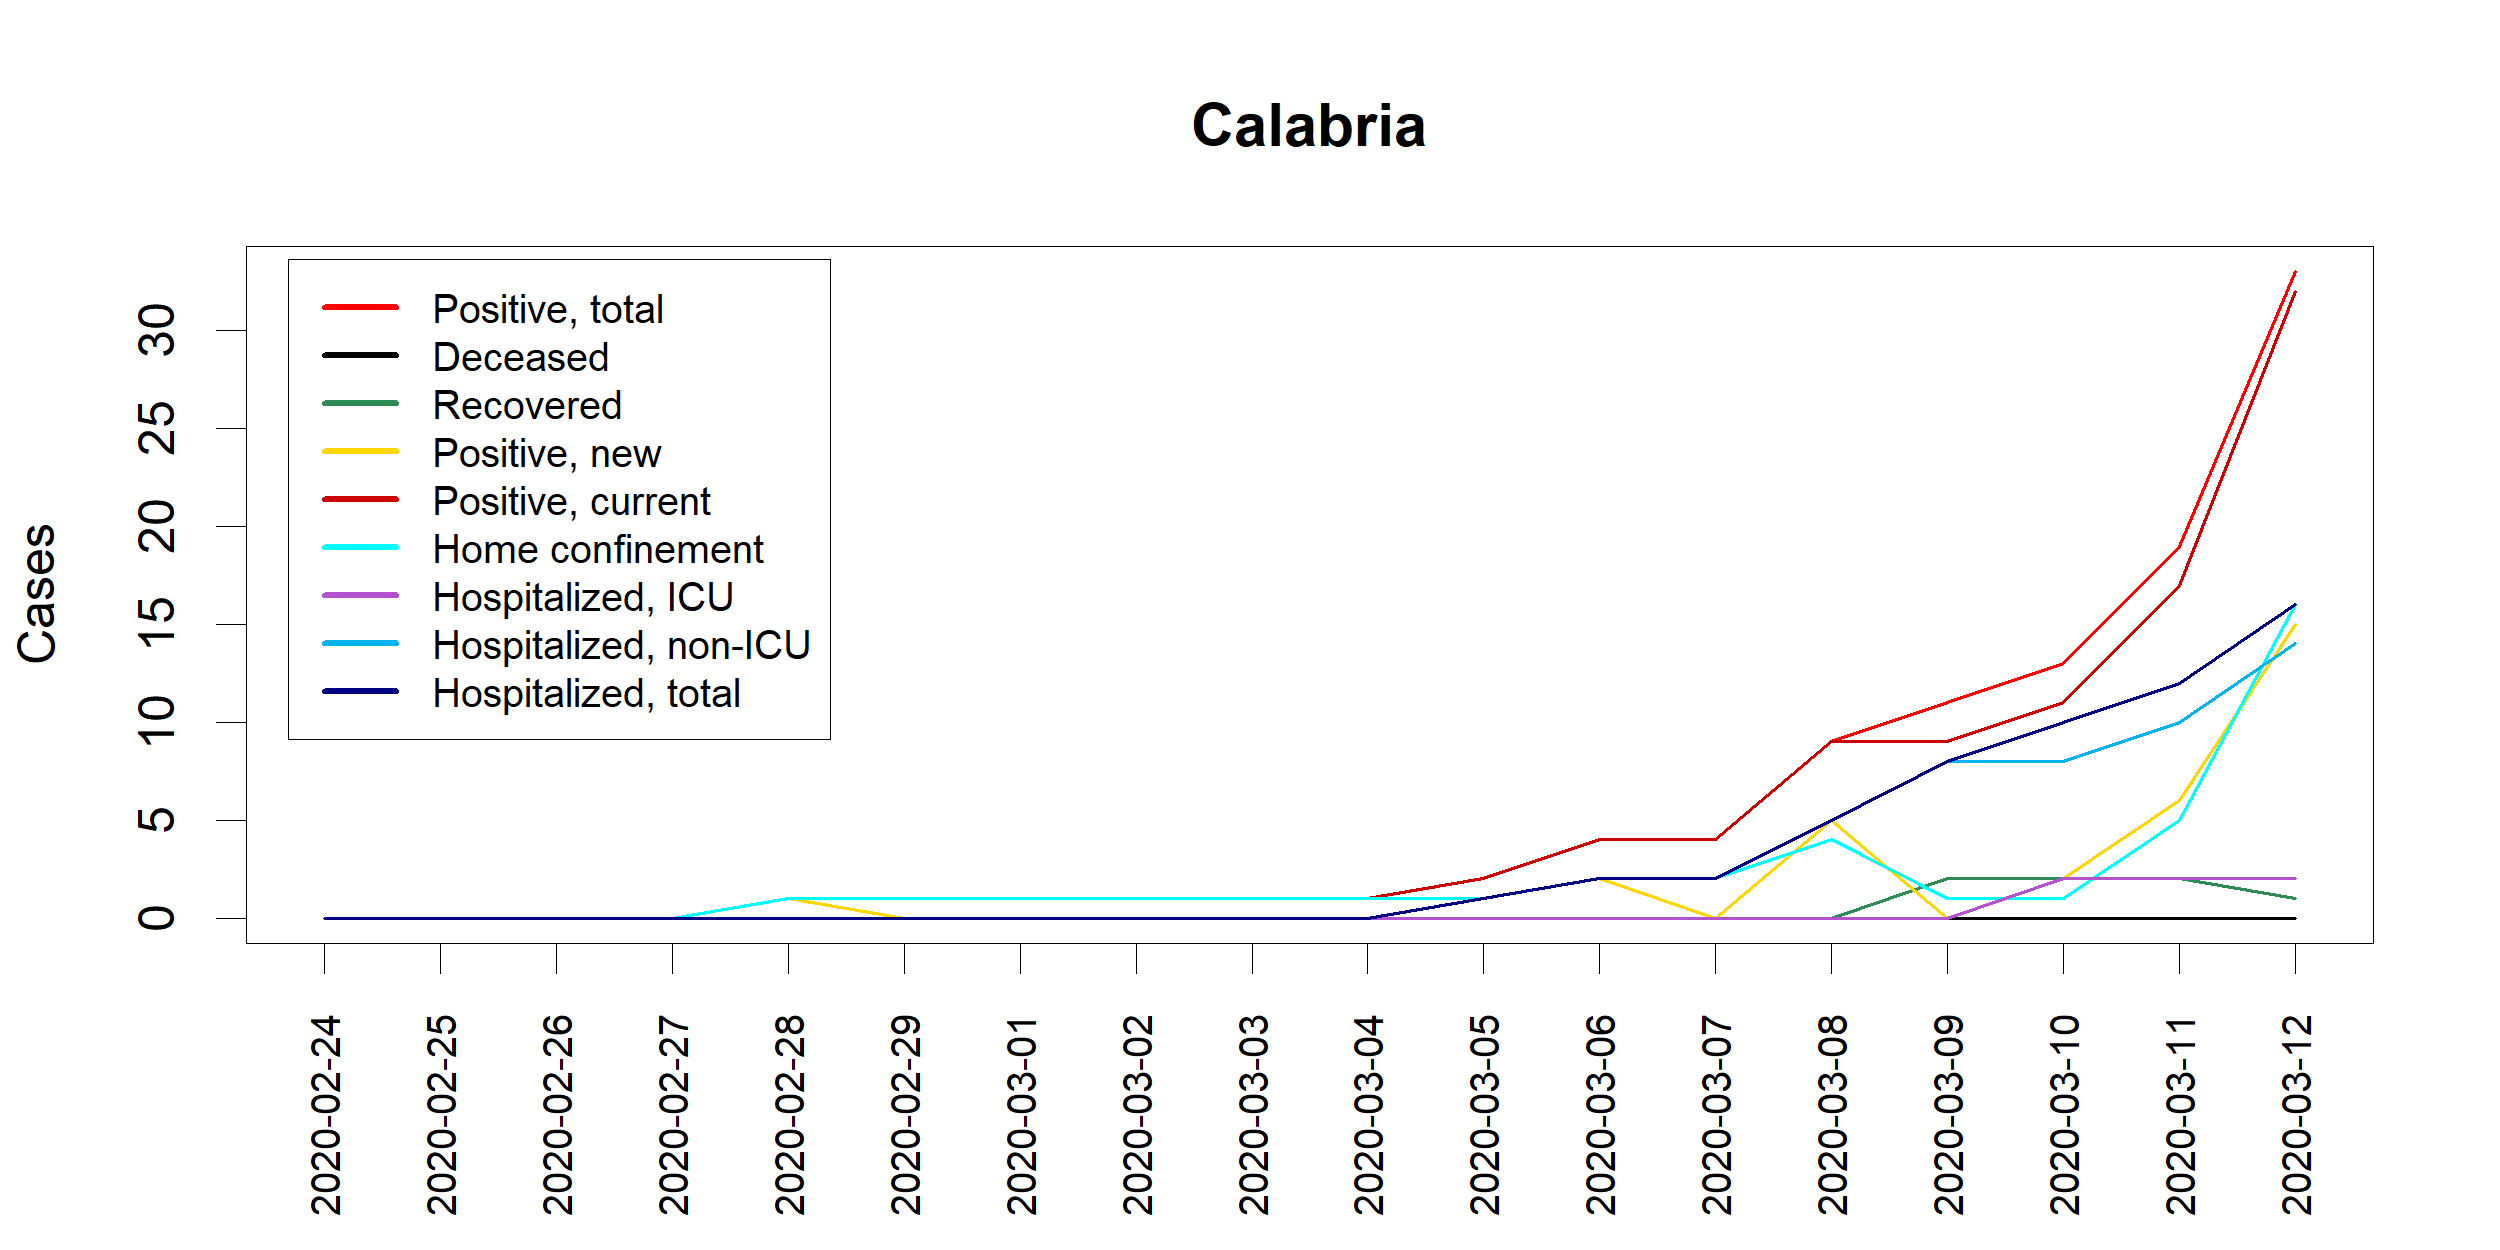 Calabria
Cases
30
25
20
15
10
5
0
Positive, total
Deceased
Recovered
Positive, new
Positive, current
Home confinement
Hospitalized, ICU
Hospitalized, non-ICU
Hospitalized, total
2020-02-24
2020-02-25
2020-02-26
2020-02-27
2020-02-28
2020-02-29
2020-03-01
2020-03-02
2020-03-03
2020-03-04
2020-03-05
2020-03-06
2020-03-07
2020-03-08
2020-03-09
2020-03-10
2020-03-11
2020-03-12